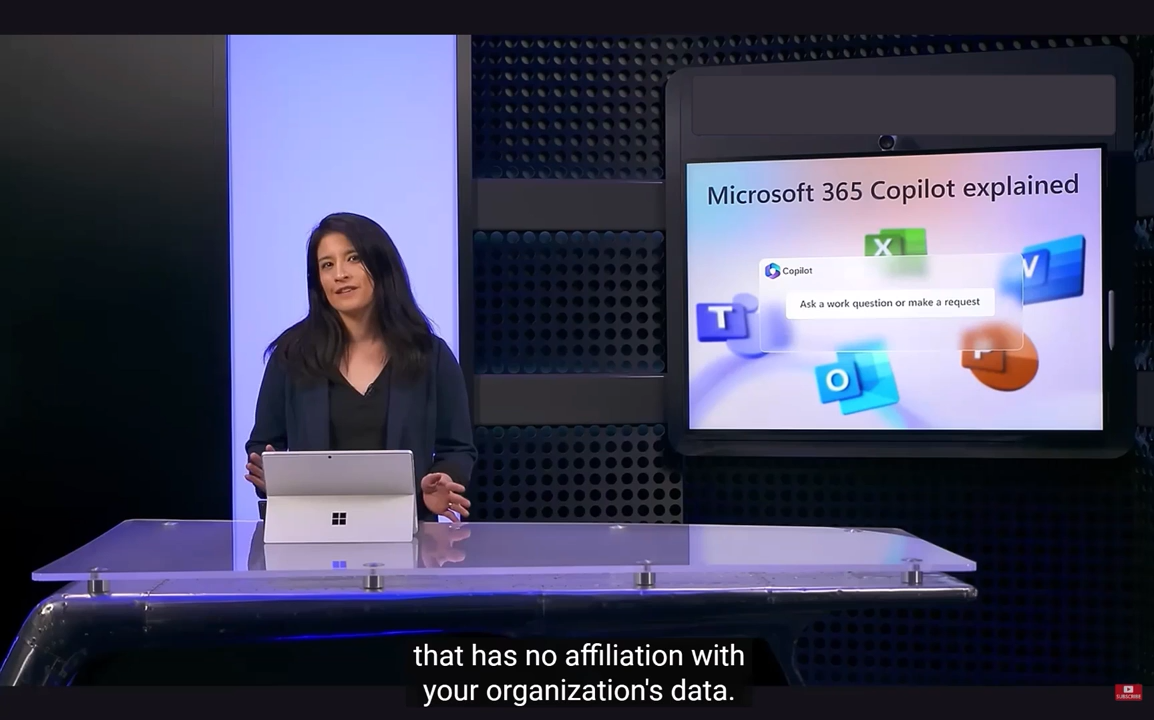 Microsoft 365 Copilot explained
X
Copilot
W
Ask a work question or make a request
T
P
O
that has no affiliation with
your organization's data.
SUBSCRIBE